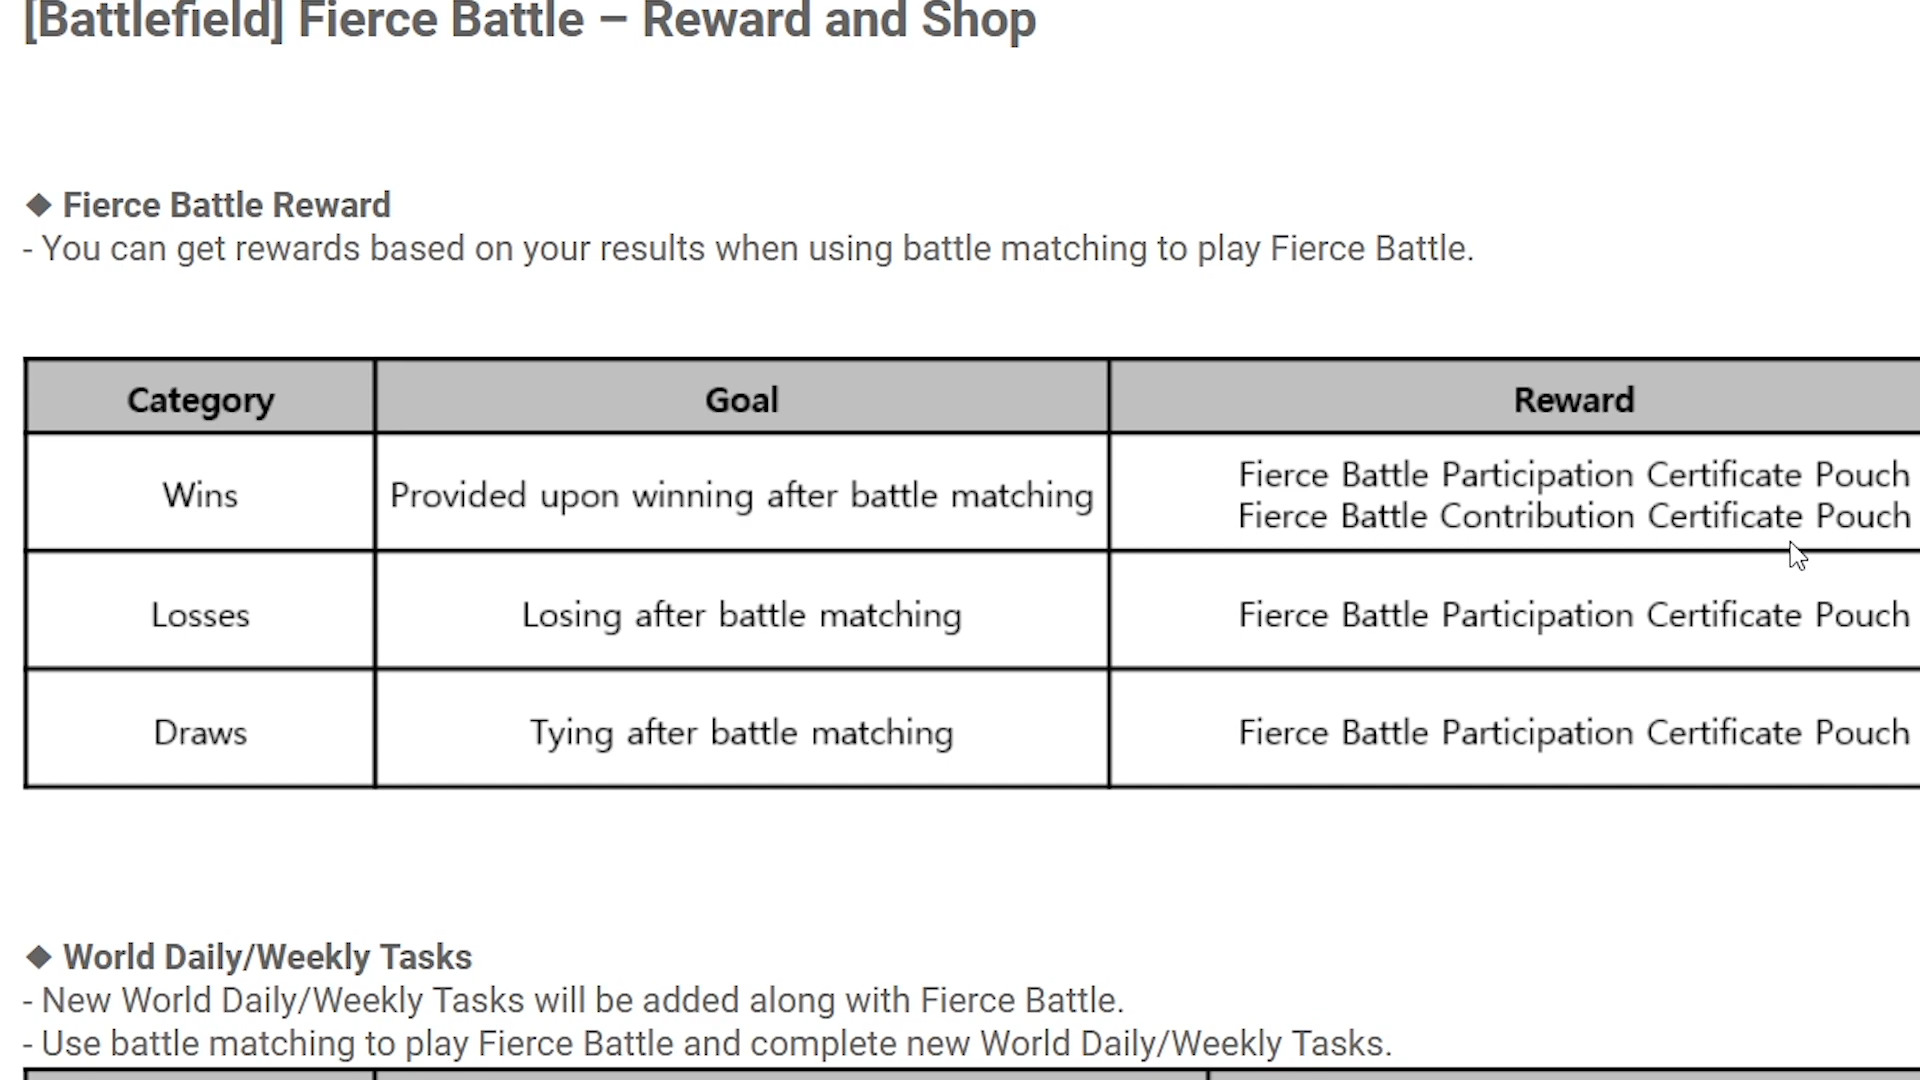 [Battlefield] Fierce Battle – Reward and Shop
◆ Fierce Battle Reward
- You can get rewards based on your results when using battle matching to play Fierce Battle.
Category Goal Reward
Wins Provided upon winning after battle matching Fierce Battle Participation Certificate Pouch
Fierce Battle Contribution Certificate Pouch
Losses Losing after battle matching Fierce Battle Participation Certificate Pouch
Draws Tying after battle matching Fierce Battle Participation Certificate Pouch
◆ World Daily/Weekly Tasks
- New World Daily/Weekly Tasks will be added along with Fierce Battle.
- Use battle matching to play Fierce Battle and complete new World Daily/Weekly Tasks.